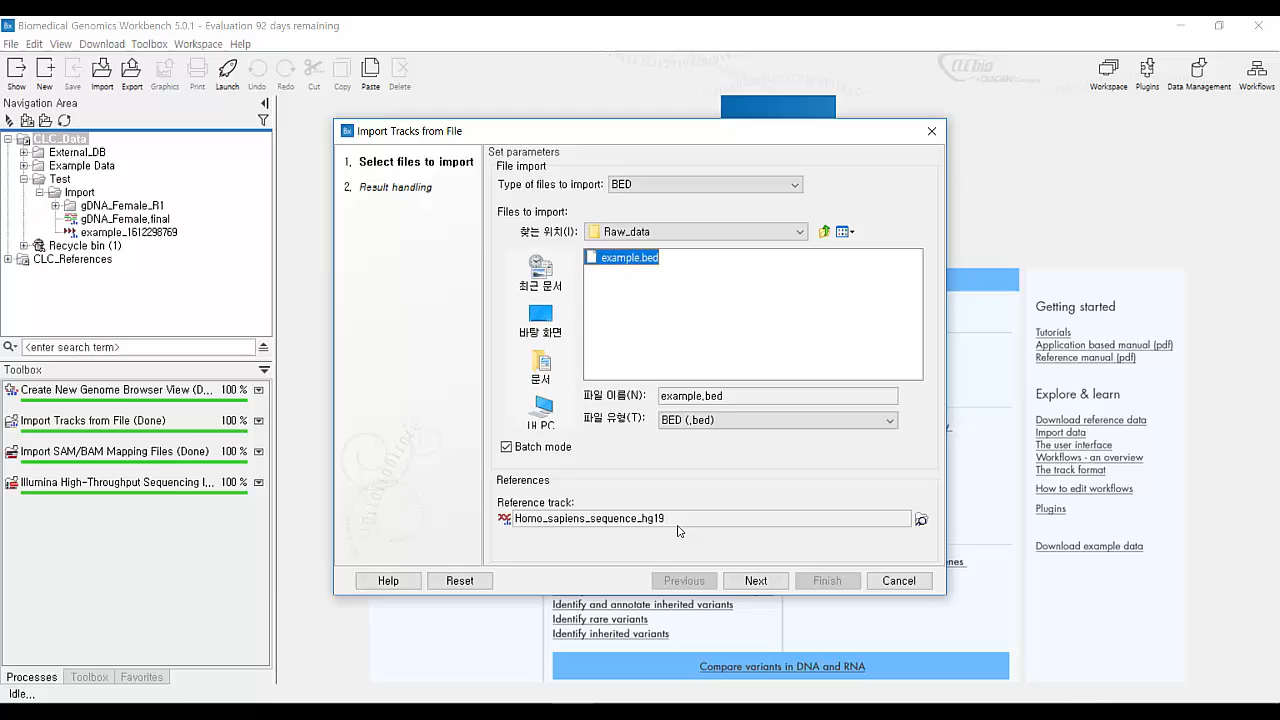 Biomedical Genomics Workbench 5.0.1 - Evaluation 92 days remaining
File Edit View Download Toolbox Workspace Help
Show New Save Import Export Graphics Print Launch Undo Redo Cut Copy Paste Delete
Workspace Plugins Data Management Workflows
Navigation Area
CLC_Data
External_DB
Example Data
Test
Import
gDNA_Female_R1
gDNA_Female,final
example_1612298769
Recycle bin (1)
CLC_References
<enter search term>
Toolbox
Create New Genome Browser View (D... 100 %
Import Tracks from File (Done) 100 %
Import SAM/BAM Mapping Files (Done) 100 %
Illumina High-Throughput Sequencing I... 100 %
Processes Toolbox Favorites
Idle...
Import Tracks from File
1. Select files to import
2. Result handling
Set parameters
File import
Type of files to import: BED
Files to import:
찾는 위치(I): Raw_data
example.bed
최근 문서
바탕 화면
문서
내 PC
파일 이름(N): example,bed
파일 유형(T): BED (,bed)
Batch mode
References
Reference track:
Homo_sapiens_sequence_hg19
Help Reset Previous Next Finish Cancel
Identify and annotate inherited variants
Identify rare variants
Identify inherited variants
Compare variants in DNA and RNA
Getting started
Tutorials
Application based manual (pdf)
Reference manual (pdf)
Explore & learn
Download reference data
Import data
The user interface
Workflows - an overview
The track format
How to edit workflows
Plugins
Download example data